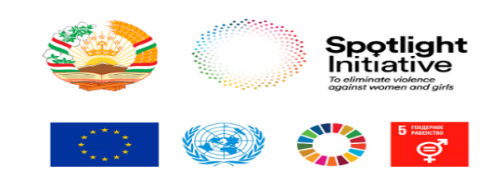 Spotlight
Initiative
To eliminate violence
against women and girls
5 ГЕНДЕРНОЕ
РАВЕНСТВО